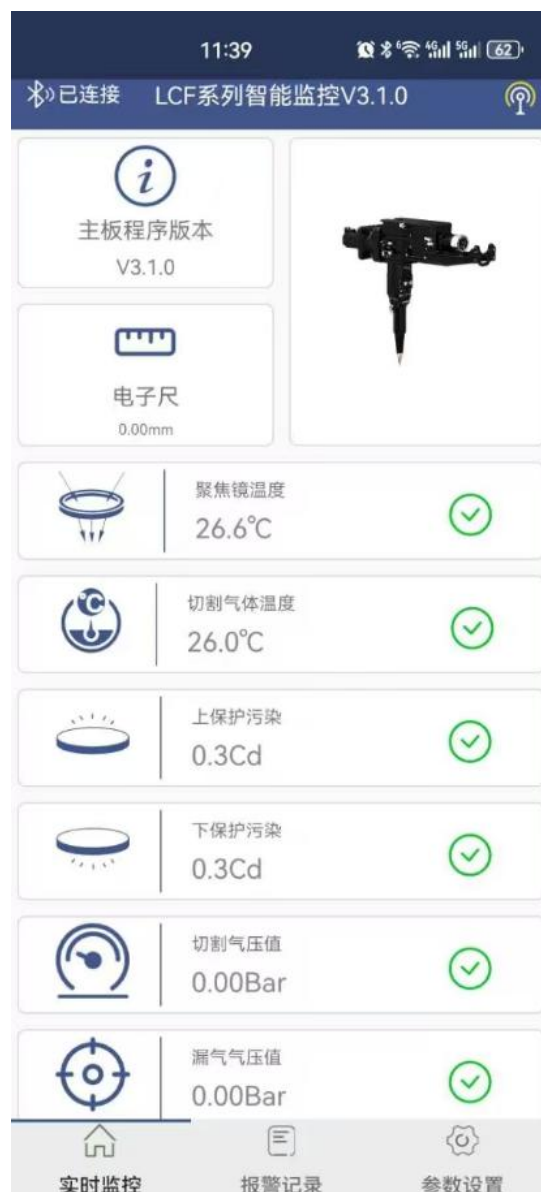 11:39
6 4G 5G 62
已连接 LCF系列智能监控V3.1.0
i
主板程序版本
V3.1.0
电子尺
0.00mm
聚焦镜温度
26.6℃
℃
切割气体温度
26.0℃
上保护污染
0.3Cd
下保护污染
0.3Cd
切割气压值
0.00Bar
漏气气压值
0.00Bar
实时监控 报警记录 参数设置